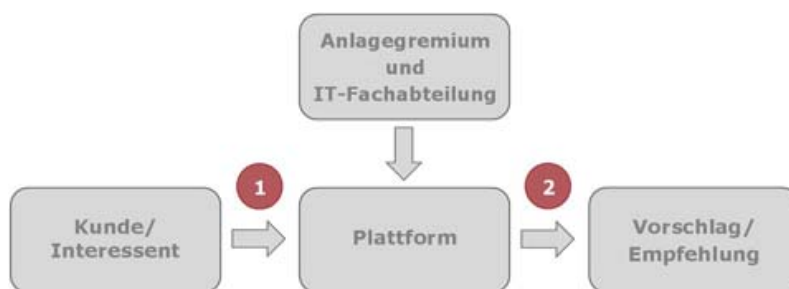 Anlagegremium
und
IT-Fachabteilung
1
2
Kunde/
Interessent
Plattform
Vorschlag/
Empfehlung